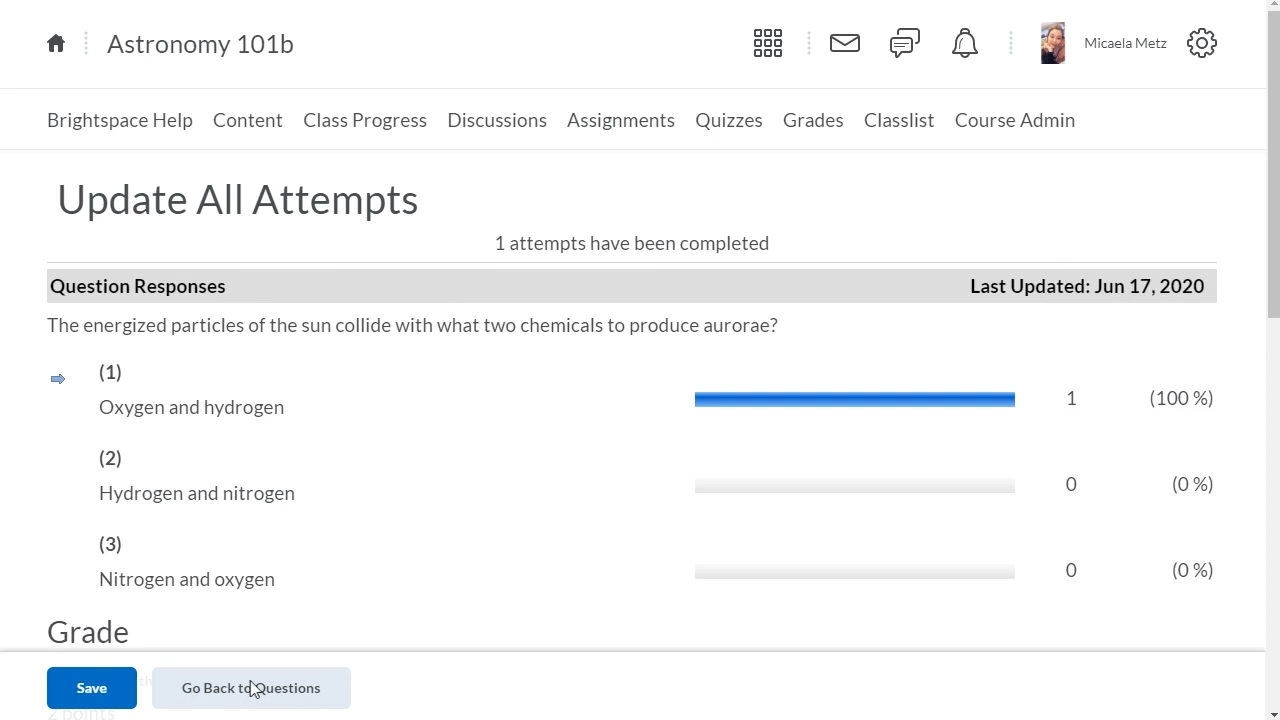 Astronomy 101b
Micaela Metz
Brightspace Help Content Class Progress Discussions Assignments Quizzes Grades Classlist Course Admin
Update All Attempts
1 attempts have been completed
Question Responses Last Updated: Jun 17, 2020
The energized particles of the sun collide with what two chemicals to produce aurorae?
(1)
Oxygen and hydrogen 1 (100 %)
(2)
Hydrogen and nitrogen 0 (0 %)
(3)
Nitrogen and oxygen 0 (0 %)
Grade
Save Go Back to Questions
2 points